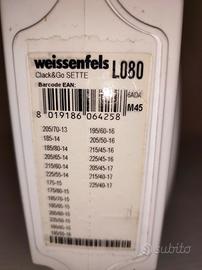 weissenfels L080
Clack&Go SETTE
Barcode EAN:
M45
8 019186 064258
205/70-13 195/60-16
185-14 205/50-16
185/80-14 215/45-16
205/65-14 225/45-16
215/60-14 205/45-17
225/55-14 215/40-17
175-15 225/40-17
175/80-15
subito